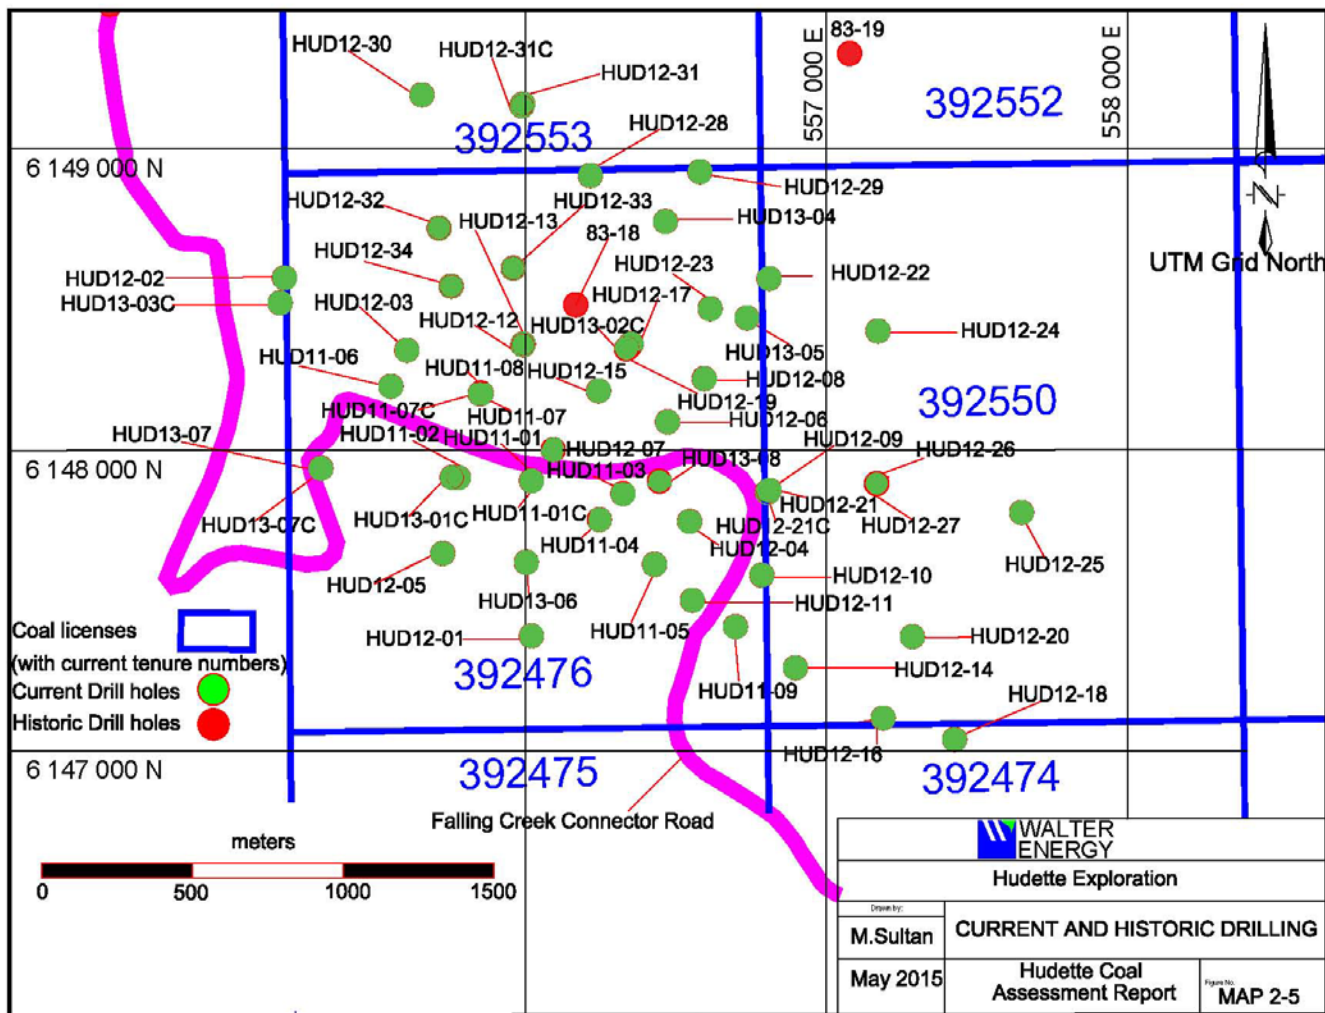 83-19
HUD12-30
HUD12-31C
HUD12-31
557 000 E
558 000 E
392552
392553
HUD12-28
6 149 000 N
HUD12-29
HUD12-32
HUD12-13
HUD12-33
HUD13-04
83-18
HUD12-34
HUD12-23
HUD12-22
N
UTM Grid North
HUD12-02
HUD13-03C
HUD12-03
HUD12-12
HUD12-17
HUD13-02C
HUD13-05
HUD12-24
HUD11-06
HUD11-08
HUD12-15
HUD12-08
HUD11-07C
HUD11-07
HUD12-19
392550
HUD12-06
HUD13-07
HUD11-02
HUD11-01
HUD12-07
HUD12-09
HUD12-26
6 148 000 N
HUD11-03
HUD13-08
HUD12-21
HUD13-07C
HUD13-01C
HUD11-01C
HUD12-21C
HUD12-27
HUD11-04
HUD12-04
HUD12-25
HUD12-05
HUD13-06
HUD12-10
HUD12-11
HUD12-01
HUD11-05
HUD12-20
Coal licenses
(with current tenure numbers)
392476
HUD11-09
HUD12-14
Current Drill holes
HUD12-18
Historic Drill holes
HUD12-16
6 147 000 N
392475
392474
Falling Creek Connector Road
meters
0 500 1000 1500
WALTER
ENERGY
Hudette Exploration
Drawn by:
M.Sultan
CURRENT AND HISTORIC DRILLING
May 2015
Hudette Coal
Assessment Report
Figure No.
MAP 2-5